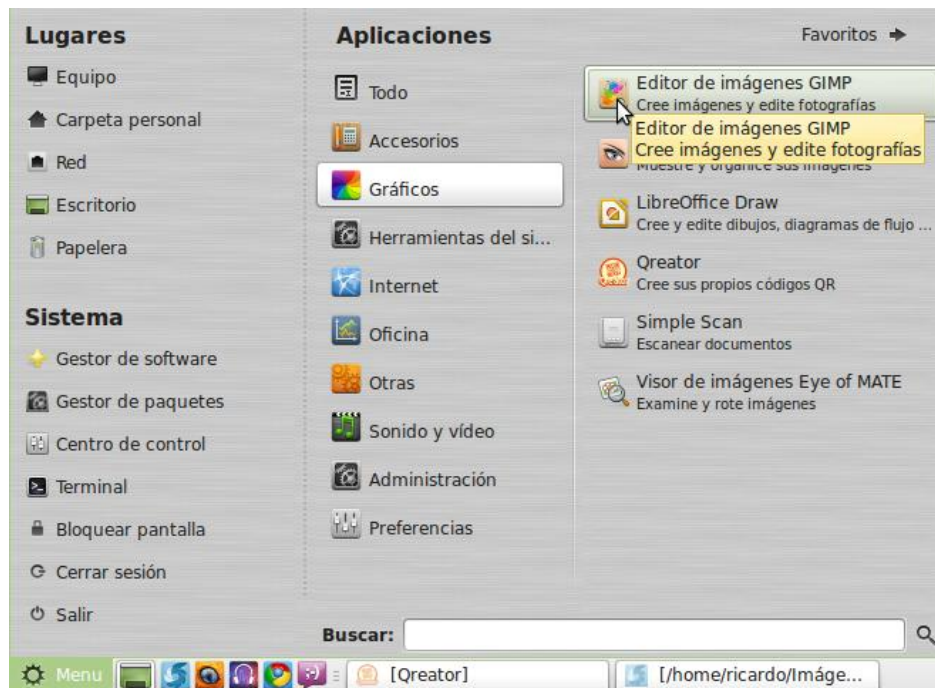 Lugares
Equipo
Carpeta personal
Red
Escritorio
Papelera
Sistema
Gestor de software
Gestor de paquetes
Centro de control
Terminal
Bloquear pantalla
Cerrar sesión
Salir
Aplicaciones
Todo
Accesorios
Gráficos
Herramientas del si...
Internet
Oficina
Otras
Sonido y vídeo
Administración
Preferencias
Favoritos
Editor de imágenes GIMP
Cree imágenes y edite fotografías
Editor de imágenes GIMP
Cree imágenes y edite fotografías
Muestre y organice sus imágenes
LibreOffice Draw
Cree y edite dibujos, diagramas de flujo ...
Qreator
Cree sus propios códigos QR
Simple Scan
Escanear documentos
Visor de imágenes Eye of MATE
Examine y rote imágenes
Buscar:
Menu
[Qreator]
[/home/ricardo/Imáge...